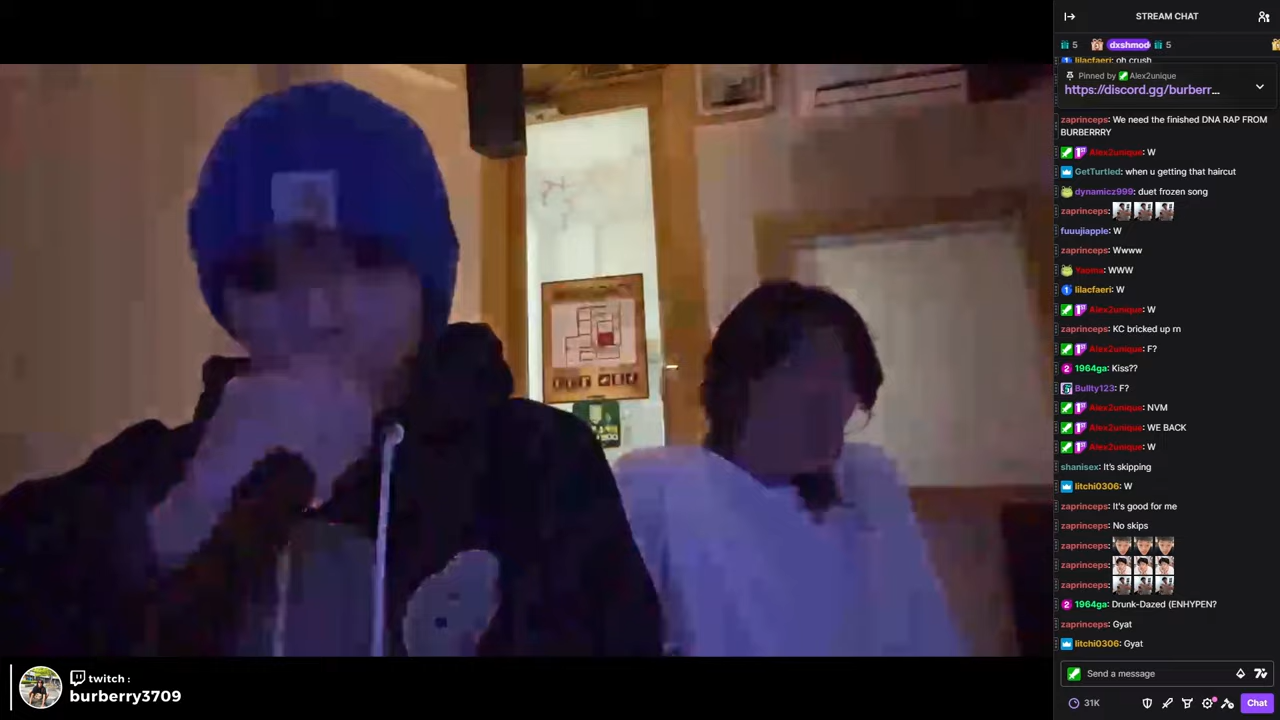 STREAM CHAT
5
dxshmod
5
lilacfaeri: oh crush
Pinned by Alex2unique
https://discord.gg/burberr...
zaprinceps: We need the finished DNA RAP FROM
BURBERRRY
Alex2unique: W
GetTurtled: when u getting that haircut
dynamicz999: duet frozen song
zaprinceps:
fuuujiapple: W
zaprinceps: Wwww
Yaoma: WWW
lilacfaeri: W
Alex2unique: W
zaprinceps: KC bricked up rn
Alex2unique: F?
1964ga: Kiss??
Bullty123: F?
Alex2unique: NVM
Alex2unique: WE BACK
Alex2unique: W
shanisex: It's skipping
litchi0306: W
zaprinceps: It's good for me
zaprinceps: No skips
zaprinceps:
zaprinceps:
zaprinceps:
1964ga: Drunk-Dazed (ENHYPEN?
zaprinceps: Gyat
litchi0306: Gyat
Send a message
31K
Chat
twitch :
burberry3709